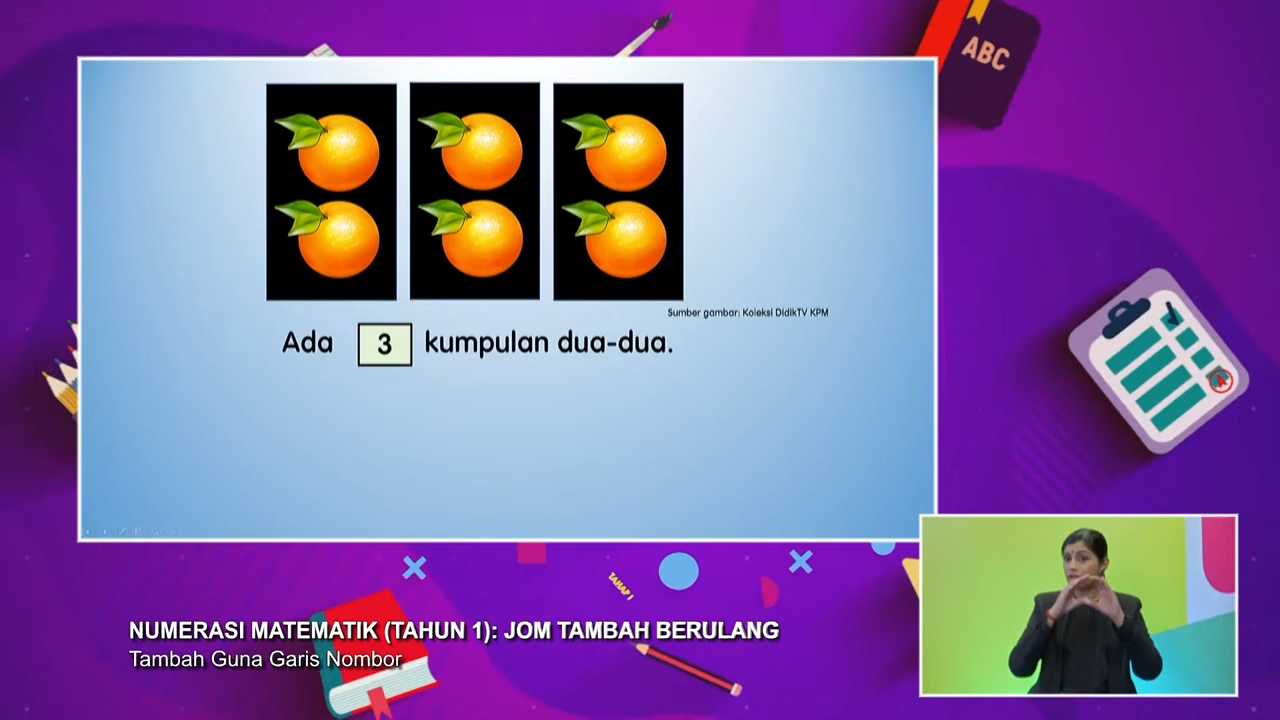 ABC
Sumber gambar: Koleksi DidikTV KPM
Ada 3 kumpulan dua-dua.
A
TAHAP 1
NUMERASI MATEMATIK (TAHUN 1): JOM TAMBAH BERULANG
Tambah Guna Garis Nombor